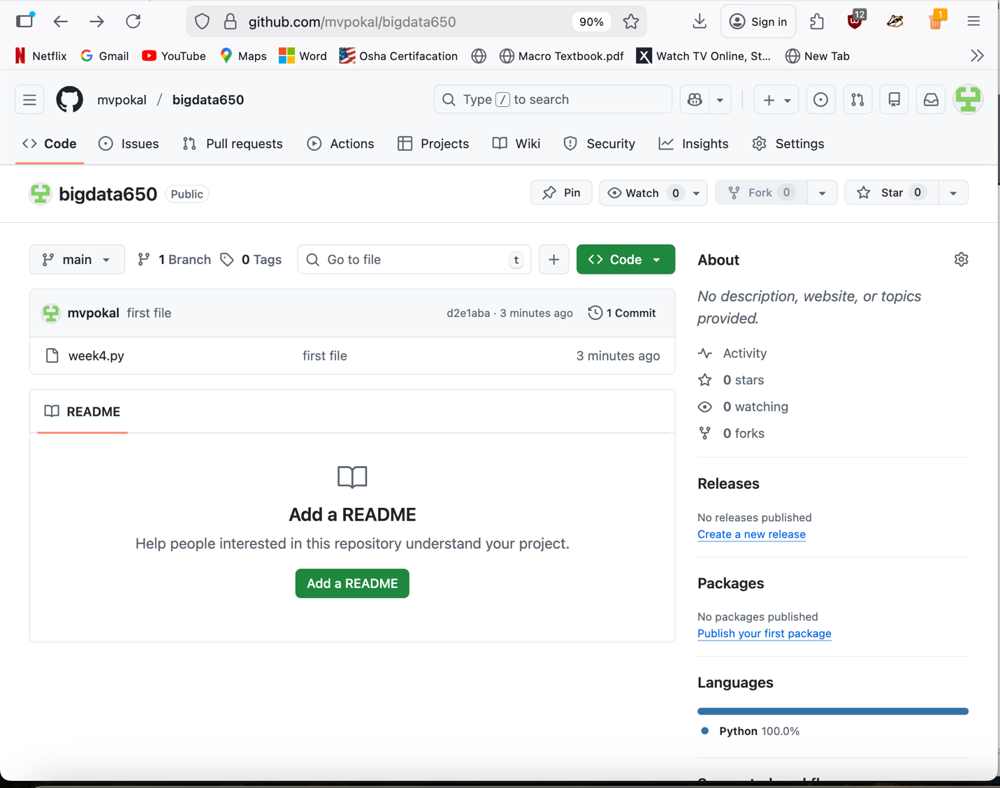 github.com/mvpokal/bigdata650
90%
Sign in
12
1
Netflix
Gmail
YouTube
Maps
Word
Osha Certifacation
Macro Textbook.pdf
Watch TV Online, St...
New Tab
mvpokal / bigdata650
Type / to search
Code
Issues
Pull requests
Actions
Projects
Wiki
Security
Insights
Settings
bigdata650 Public
Pin
Watch 0
Fork 0
Star 0
main
1 Branch
0 Tags
Go to file
t
Code
mvpokal first file
d2e1aba · 3 minutes ago
1 Commit
week4.py
first file
3 minutes ago
README
Add a README
Help people interested in this repository understand your project.
Add a README
About
No description, website, or topics
provided.
Activity
0 stars
0 watching
0 forks
Releases
No releases published
Create a new release
Packages
No packages published
Publish your first package
Languages
Python 100.0%